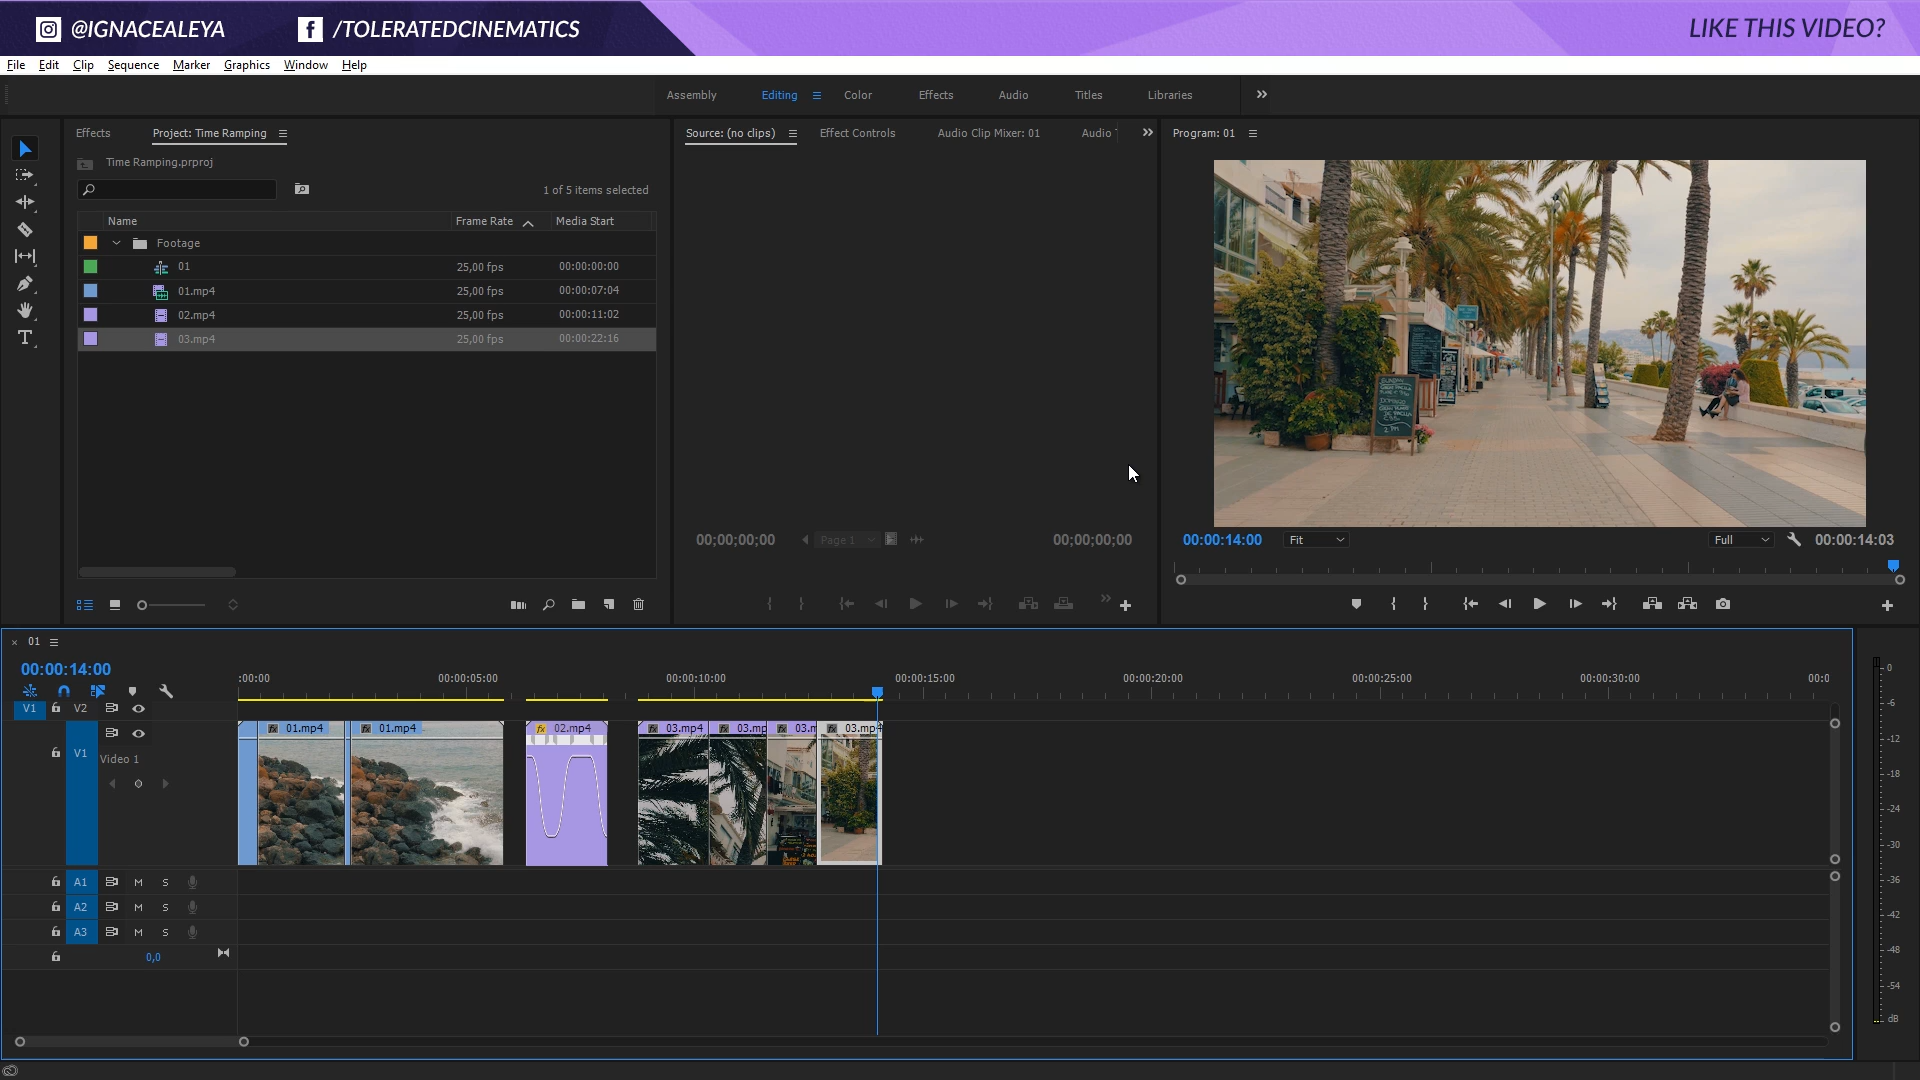 @IGNACEALEYA
/TOLERATEDCINEMATICS
LIKE THIS VIDEO?
File Edit Clip Sequence Marker Graphics Window Help
Assembly Editing Color Effects Audio Titles Libraries
Effects Project: Time Ramping
Source: (no clips) Effect Controls Audio Clip Mixer: 01 Audio
Program: 01
Time Ramping.prproj
1 of 5 items selected
Name Frame Rate Media Start
Footage
01 25,00 fps 00:00:00:00
01.mp4 25,00 fps 00:00:07:04
02.mp4 25,00 fps 00:00:11:02
03.mp4 25,00 fps 00:00:22:16
00;00;00;00 Page 1 00;00;00;00
00:00:14:00 Fit Full 00:00:14:03
01
00:00:14:00
:00:00 00:00:05:00 00:00:10:00 00:00:15:00 00:00:20:00 00:00:25:00 00:00:30:00 00:0
V1 V2
fx 01.mp4 fx 01.mp4 fx 02.mp4 fx 03.mp4 fx 03.mp fx 03.m fx 03.mp4
V1
Video 1
A1 M S
A2 M S
A3 M S
0,0
0
-6
-12
-18
-24
-30
-36
-42
-48
-54
dB